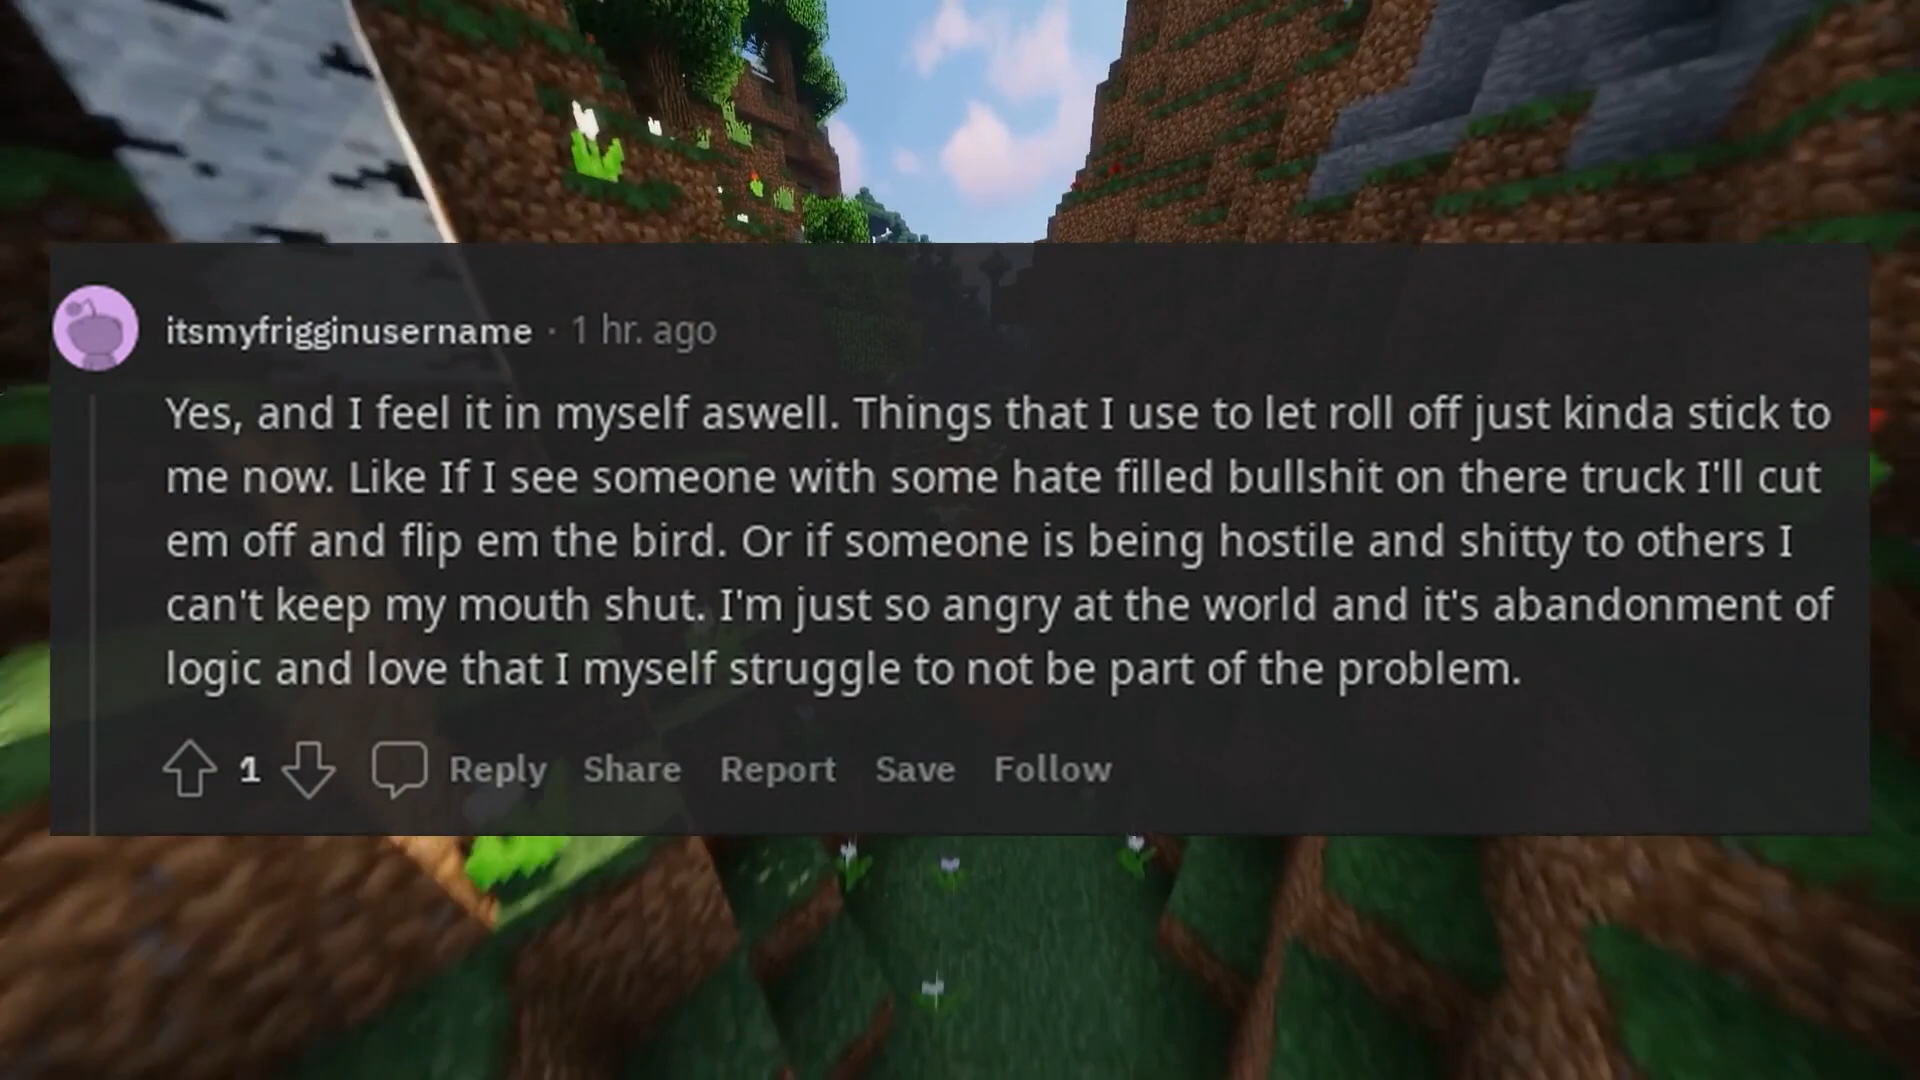 itsmyfrigginusername · 1 hr. ago
Yes, and I feel it in myself aswell. Things that I use to let roll off just kinda stick to
me now. Like If I see someone with some hate filled bullshit on there truck I'll cut
em off and flip em the bird. Or if someone is being hostile and shitty to others I
can't keep my mouth shut. I'm just so angry at the world and it's abandonment of
logic and love that I myself struggle to not be part of the problem.
1 Reply Share Report Save Follow